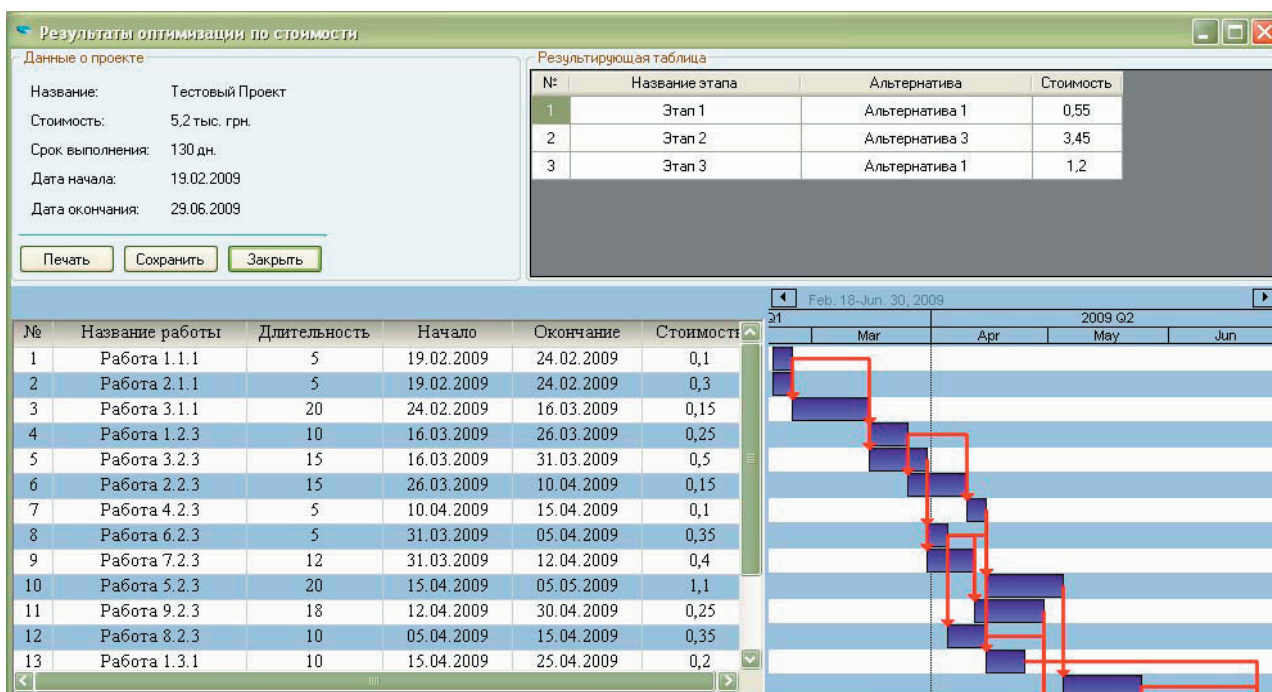 Результаты оптимизации по стоимости
Данные о проекте
Название: Тестовый Проект
Стоимость: 5,2 тыс. грн.
Срок выполнения: 130 дн.
Дата начала: 19.02.2009
Дата окончания: 29.06.2009
Печать Сохранить Закрыть
Результирующая таблица
№ Название этапа Альтернатива Стоимость
1 Этап 1 Альтернатива 1 0,55
2 Этап 2 Альтернатива 3 3,45
3 Этап 3 Альтернатива 1 1,2
Feb. 18-Jun. 30, 2009
21 2009 Q2
Mar Apr May Jun
№ Название работы Длительность Начало Окончание Стоимость
1 Работа 1.1.1 5 19.02.2009 24.02.2009 0,1
2 Работа 2.1.1 5 19.02.2009 24.02.2009 0,3
3 Работа 3.1.1 20 24.02.2009 16.03.2009 0,15
4 Работа 1.2.3 10 16.03.2009 26.03.2009 0,25
5 Работа 3.2.3 15 16.03.2009 31.03.2009 0,5
6 Работа 2.2.3 15 26.03.2009 10.04.2009 0,15
7 Работа 4.2.3 5 10.04.2009 15.04.2009 0,1
8 Работа 6.2.3 5 31.03.2009 05.04.2009 0,35
9 Работа 7.2.3 12 31.03.2009 12.04.2009 0,4
10 Работа 5.2.3 20 15.04.2009 05.05.2009 1,1
11 Работа 9.2.3 18 12.04.2009 30.04.2009 0,25
12 Работа 8.2.3 10 05.04.2009 15.04.2009 0,35
13 Работа 1.3.1 10 15.04.2009 25.04.2009 0,2